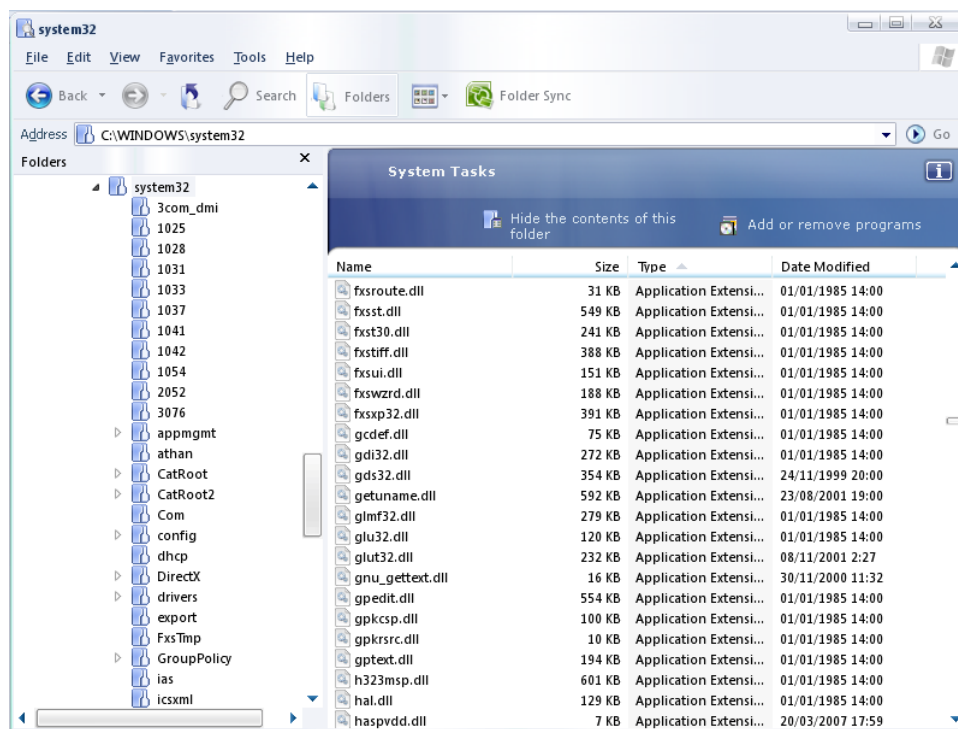 system32
File Edit View Favorites Tools Help
Back Search Folders Folder Sync
Address C:\WINDOWS\system32 Go
Folders x
system32
3com_dmi
1025
1028
1031
1033
1037
1041
1042
1054
2052
3076
appmgmt
athan
CatRoot
CatRoot2
Com
config
dhcp
DirectX
drivers
export
FxsTmp
GroupPolicy
ias
icsxml
System Tasks
Hide the contents of this
folder
Add or remove programs
Name Size Type Date Modified
fxsroute.dll 31 KB Application Extensi... 01/01/1985 14:00
fxsst.dll 549 KB Application Extensi... 01/01/1985 14:00
fxst30.dll 241 KB Application Extensi... 01/01/1985 14:00
fxstiff.dll 388 KB Application Extensi... 01/01/1985 14:00
fxsui.dll 151 KB Application Extensi... 01/01/1985 14:00
fxswzrd.dll 188 KB Application Extensi... 01/01/1985 14:00
fxsxp32.dll 391 KB Application Extensi... 01/01/1985 14:00
gcdef.dll 75 KB Application Extensi... 01/01/1985 14:00
gdi32.dll 272 KB Application Extensi... 01/01/1985 14:00
gds32.dll 354 KB Application Extensi... 24/11/1999 20:00
getuname.dll 592 KB Application Extensi... 23/08/2001 19:00
glmf32.dll 279 KB Application Extensi... 01/01/1985 14:00
glu32.dll 120 KB Application Extensi... 01/01/1985 14:00
glut32.dll 232 KB Application Extensi... 08/11/2001 2:27
gnu_gettext.dll 16 KB Application Extensi... 30/11/2000 11:32
gpedit.dll 554 KB Application Extensi... 01/01/1985 14:00
gpkcsp.dll 100 KB Application Extensi... 01/01/1985 14:00
gpkrsrc.dll 10 KB Application Extensi... 01/01/1985 14:00
gptext.dll 194 KB Application Extensi... 01/01/1985 14:00
h323msp.dll 601 KB Application Extensi... 01/01/1985 14:00
hal.dll 129 KB Application Extensi... 01/01/1985 14:00
haspvdd.dll 7 KB Application Extensi... 20/03/2007 17:59